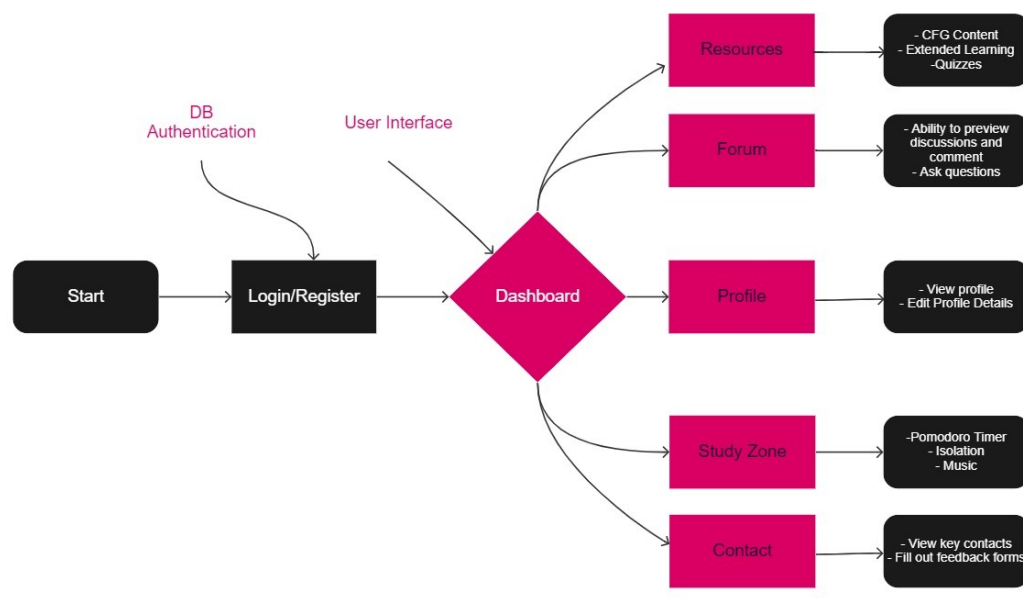 DB
Authentication
User Interface
Start
Login/Register
Dashboard
Resources
- CFG Content
- Extended Learning
-Quizzes
Forum
- Ability to preview
discussions and
comment
- Ask questions
Profile
- View profile
- Edit Profile Details
Study Zone
-Pomodoro Timer
- Isolation
- Music
Contact
- View key contacts
- Fill out feedback forms